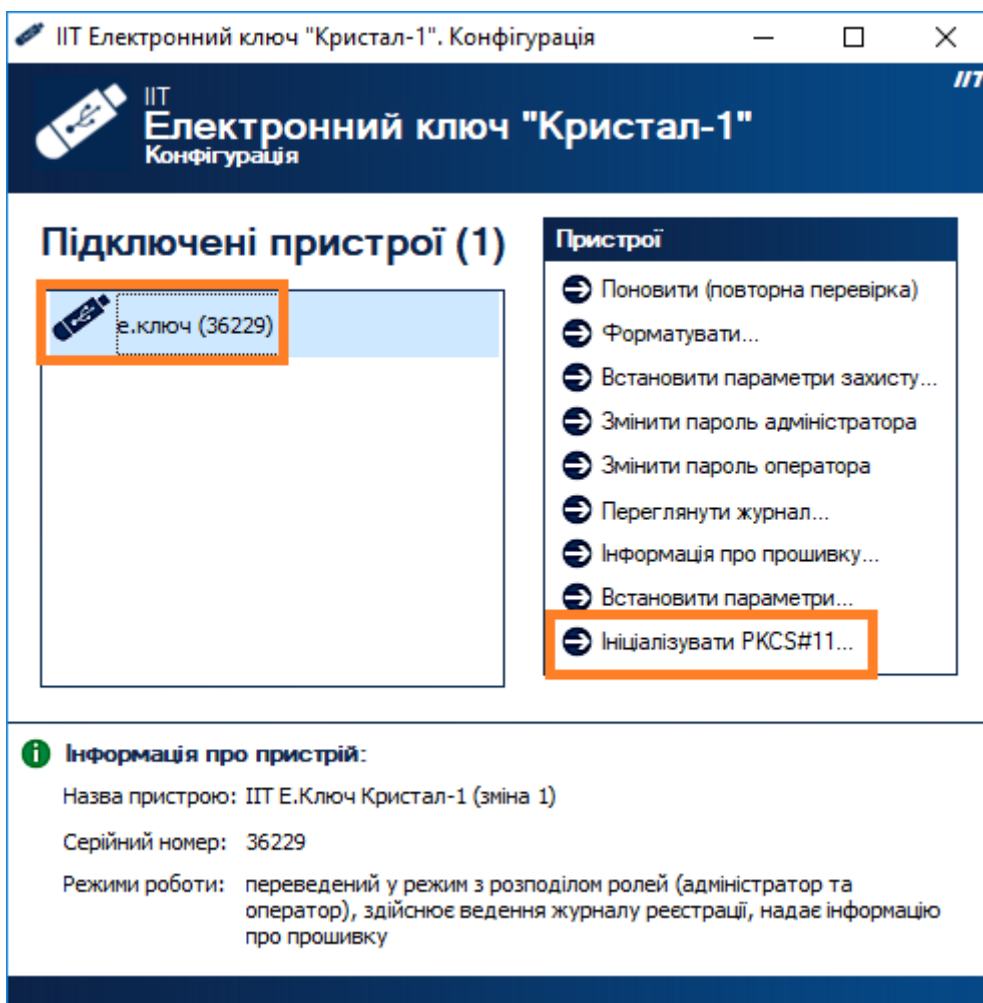 ІІТ Електронний ключ "Кристал-1". Конфігурація
ІІТ
ІІТ
Електронний ключ "Кристал-1"
Конфігурація
Підключені пристрої (1)
е.ключ (36229)
Пристрої
Поновити (повторна перевірка)
Форматувати...
Встановити параметри захисту...
Змінити пароль адміністратора
Змінити пароль оператора
Переглянути журнал...
Інформація про прошивку...
Встановити параметри...
Ініціалізувати PKCS#11...
Інформація про пристрій:
Назва пристрою: ІІТ Е.Ключ Кристал-1 (зміна 1)
Серійний номер: 36229
Режими роботи: переведений у режим з розподілом ролей (адміністратор та
оператор), здійснює ведення журналу реєстрації, надає інформацію
про прошивку